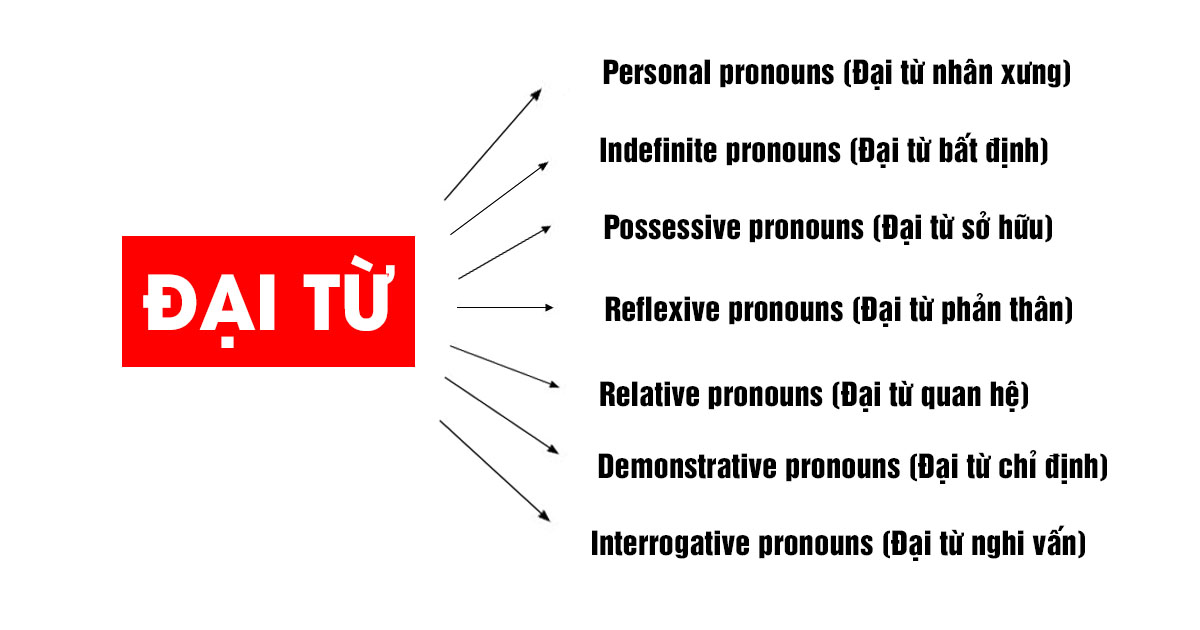 ĐẠI TỪ
Personal pronouns (Đại từ nhân xưng)
Indefinite pronouns (Đại từ bất định)
Possessive pronouns (Đại từ sở hữu)
Reflexive pronouns (Đại từ phản thân)
Relative pronouns (Đại từ quan hệ)
Demonstrative pronouns (Đại từ chỉ định)
Interrogative pronouns (Đại từ nghi vấn)